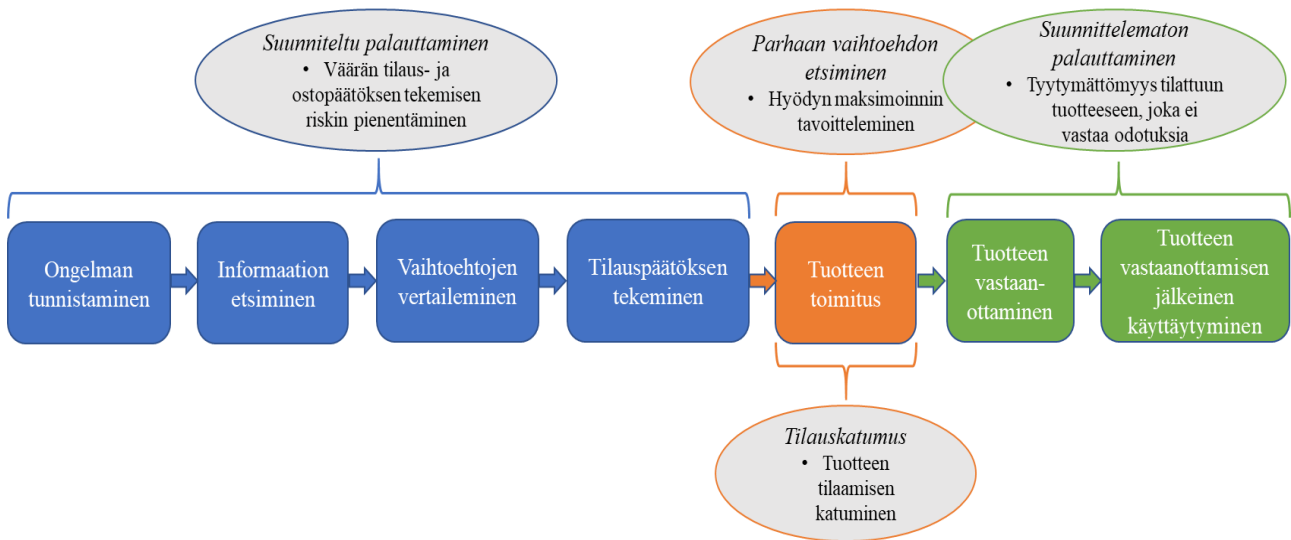 Suunniteltu palauttaminen
• Väärän tilaus- ja
ostopäätöksen tekemisen
riskin pienentäminen
Parhaan vaihtoehdon
etsiminen
• Hyödyn maksimoinnin
tavoitteleminen
Suunnittelematon
palauttaminen
• Tyytymättömyys tilattuun
tuotteeseen, joka ei
vastaa odotuksia
Ongelman
tunnistaminen
Informaation
etsiminen
Vaihtoehtojen
vertaileminen
Tilauspäätöksen
tekeminen
Tuotteen
toimitus
Tuotteen
vastaan-
ottaminen
Tuotteen
vastaanottamisen
jälkeinen
käyttäytyminen
Tilauskatumus
• Tuotteen
tilaamisen
katuminen